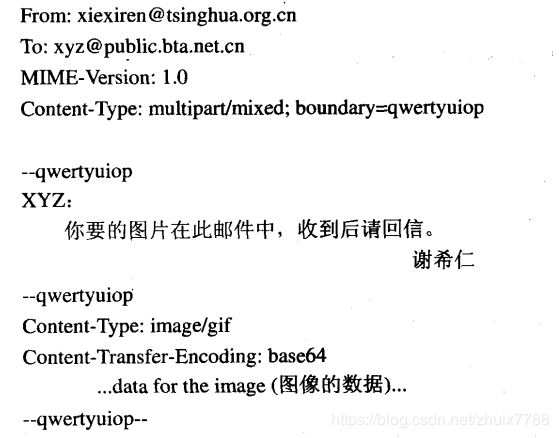 From: xiexiren@tsinghua.org.cn
To: xyz@public.bta.net.cn
MIME-Version: 1.0
Content-Type: multipart/mixed; boundary=qwertyuiop
--qwertyuiop
XYZ：
你要的图片在此邮件中，收到后请回信。
谢希仁
--qwertyuiop
Content-Type: image/gif
Content-Transfer-Encoding: base64
...data for the image (图像的数据)...
--qwertyuiop--
https://blog.csdn.net/zhulx7788